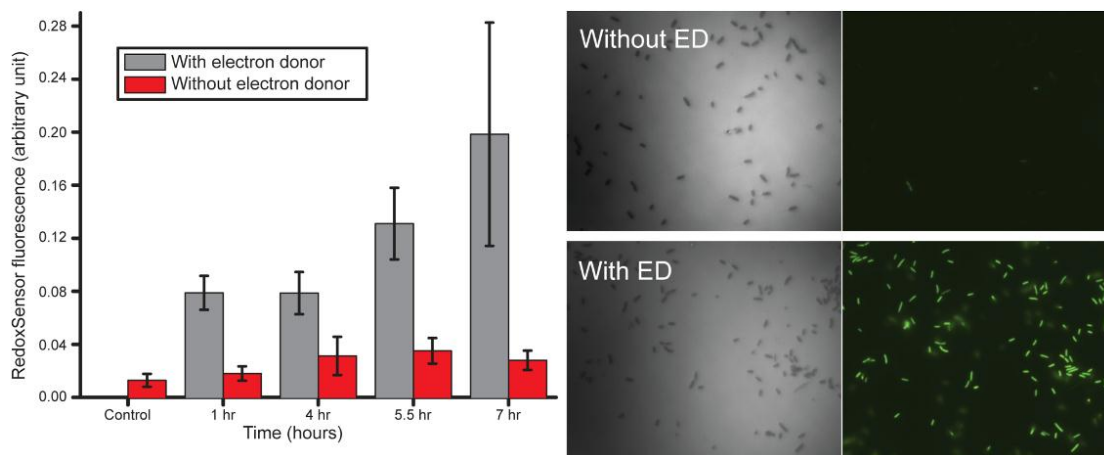 RedoxSensor fluorescence (arbitrary unit)
0.28
0.24
0.20
0.16
0.12
0.08
0.04
0.00
With electron donor
Without electron donor
Control
1 hr
4 hr
5.5 hr
7 hr
Time (hours)
Without ED
With ED